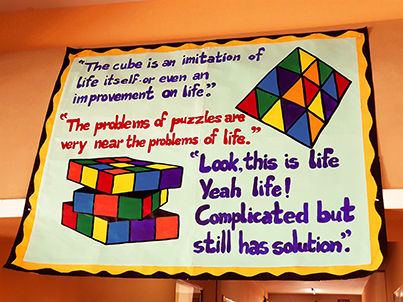 "The cube is an imitation of
life itself-or even an
improvement on life."
"The problems of puzzles are
very near the problems of life."
"Look,this is life
Yeah life!
Complicated but
still has solution".